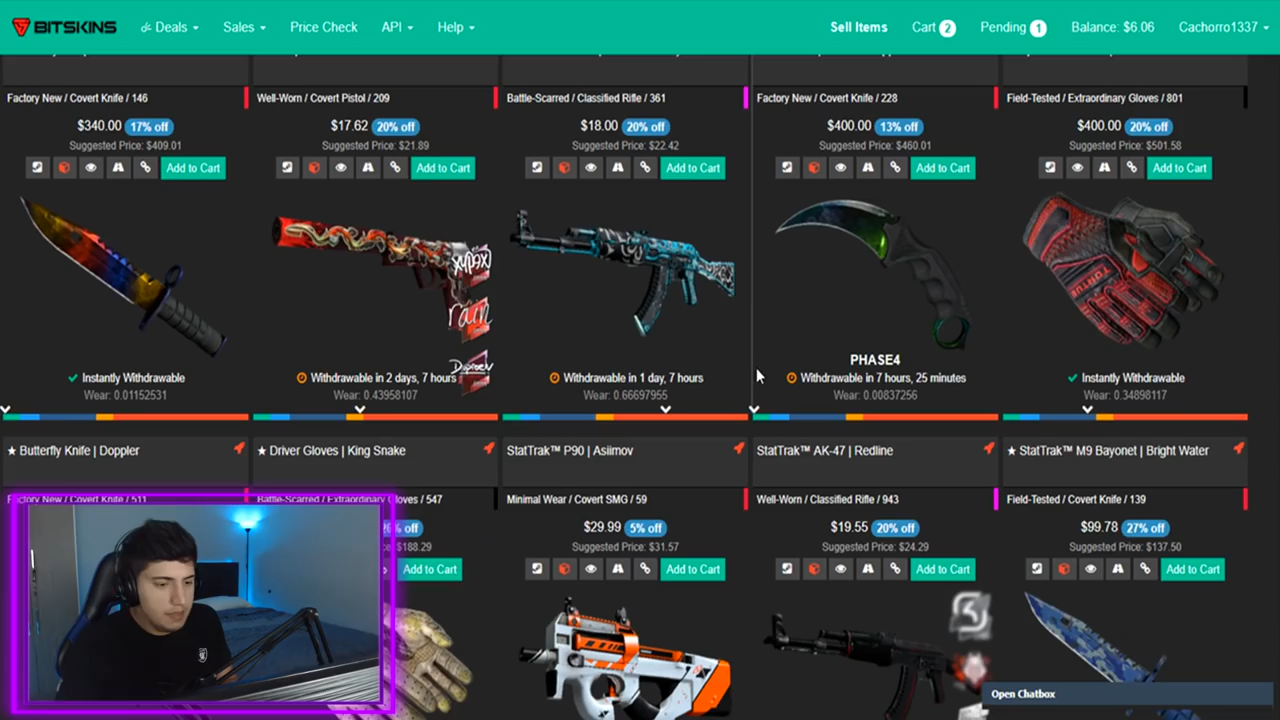 BITSKINS
Deals
Sales
Price Check
API
Help
Sell Items
Cart 2
Pending 1
Balance: $6.06
Cachorro1337
Factory New / Covert Knife / 146
Well-Worn / Covert Pistol / 209
Battle-Scarred / Classified Rifle / 361
Factory New / Covert Knife / 228
Field-Tested / Extraordinary Gloves / 801
$340.00 17% off
$17.62 20% off
$18.00 20% off
$400.00 13% off
$400.00 20% off
Suggested Price: $409.01
Suggested Price: $21.89
Suggested Price: $22.42
Suggested Price: $460.01
Suggested Price: $501.58
Add to Cart
Add to Cart
Add to Cart
Add to Cart
Add to Cart
rain
TORTUE
PHASE4
Instantly Withdrawable
Withdrawable in 2 days, 7 hours
Withdrawable in 1 day, 7 hours
Withdrawable in 7 hours, 25 minutes
Instantly Withdrawable
Wear: 0.01152531
Wear: 0.43958107
Wear: 0.66697965
Wear: 0.00837256
Wear: 0.34898117
★ Butterfly Knife | Doppler
★ Driver Gloves | King Snake
StatTrak™ P90 | Asiimov
StatTrak™ AK-47 | Redline
★ StatTrak™ M9 Bayonet | Bright Water
Factory New / Covert Knife / 511
Battle-Scarred / Extraordinary Gloves / 547
Minimal Wear / Covert SMG / 59
Well-Worn / Classified Rifle / 943
Field-Tested / Covert Knife / 139
26% off
$29.99 5% off
$19.55 20% off
$99.78 27% off
$188.29
Suggested Price: $31.57
Suggested Price: $24.29
Suggested Price: $137.50
Add to Cart
Add to Cart
Add to Cart
Add to Cart
Open Chatbox